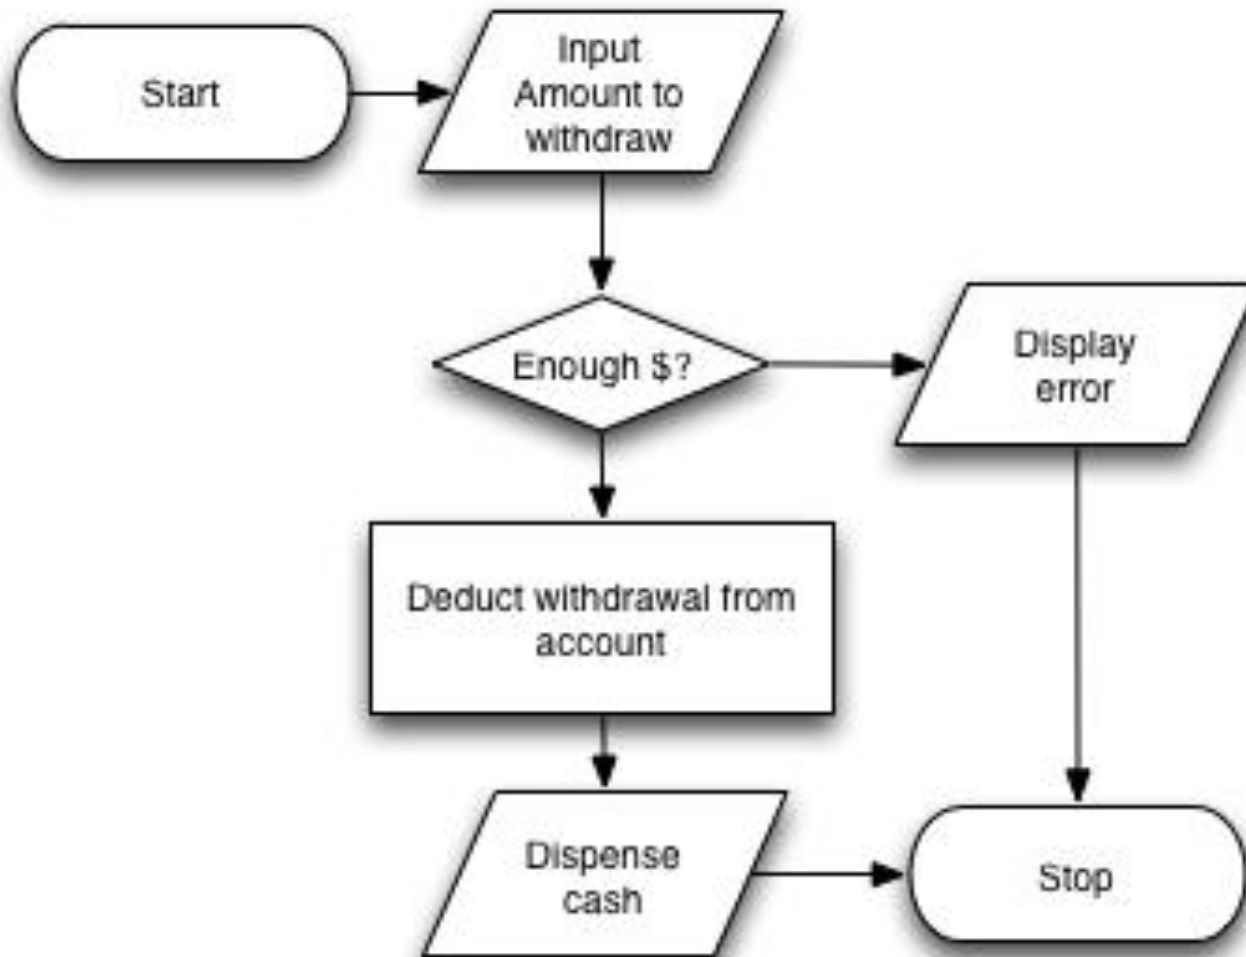 Start
Input
Amount to
withdraw
Enough $?
Display
error
Deduct withdrawal from
account
Dispense
cash
Stop